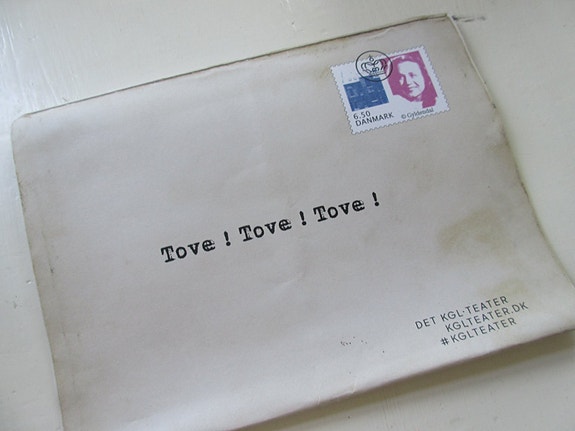 6.50
DANMARK
© Gyldendal
Tove ! Tove ! Tove !
DET KGL·TEATER
KGLTEATER.DK
#KGLTEATER